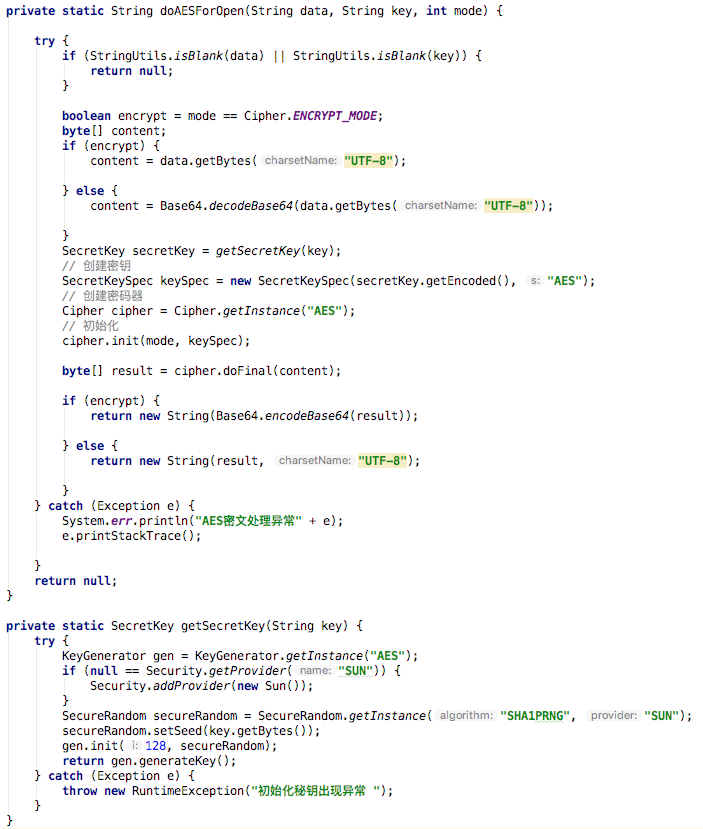 private static String doAESForOpen(String data, String key, int mode) {
try {
if (StringUtils.isBlank(data) || StringUtils.isBlank(key)) {
return null;
}
boolean encrypt = mode == Cipher.ENCRYPT_MODE;
byte[] content;
if (encrypt) {
content = data.getBytes( charsetName: "UTF-8");
} else {
content = Base64.decodeBase64(data.getBytes( charsetName: "UTF-8"));
}
SecretKey secretKey = getSecretKey(key);
// 创建密钥
SecretKeySpec keySpec = new SecretKeySpec(secretKey.getEncoded(), s: "AES");
// 创建密码器
Cipher cipher = Cipher.getInstance("AES");
// 初始化
cipher.init(mode, keySpec);
byte[] result = cipher.doFinal(content);
if (encrypt) {
return new String(Base64.encodeBase64(result));
} else {
return new String(result, charsetName: "UTF-8");
}
} catch (Exception e) {
System.err.println("AES密文处理异常" + e);
e.printStackTrace();
}
return null;
}
private static SecretKey getSecretKey(String key) {
try {
KeyGenerator gen = KeyGenerator.getInstance("AES");
if (null == Security.getProvider( name: "SUN")) {
Security.addProvider(new Sun());
}
SecureRandom secureRandom = SecureRandom.getInstance( algorithm: "SHA1PRNG", provider: "SUN");
secureRandom.setSeed(key.getBytes());
gen.init( i: 128, secureRandom);
return gen.generateKey();
} catch (Exception e) {
throw new RuntimeException("初始化秘钥出现异常 ");
}
}